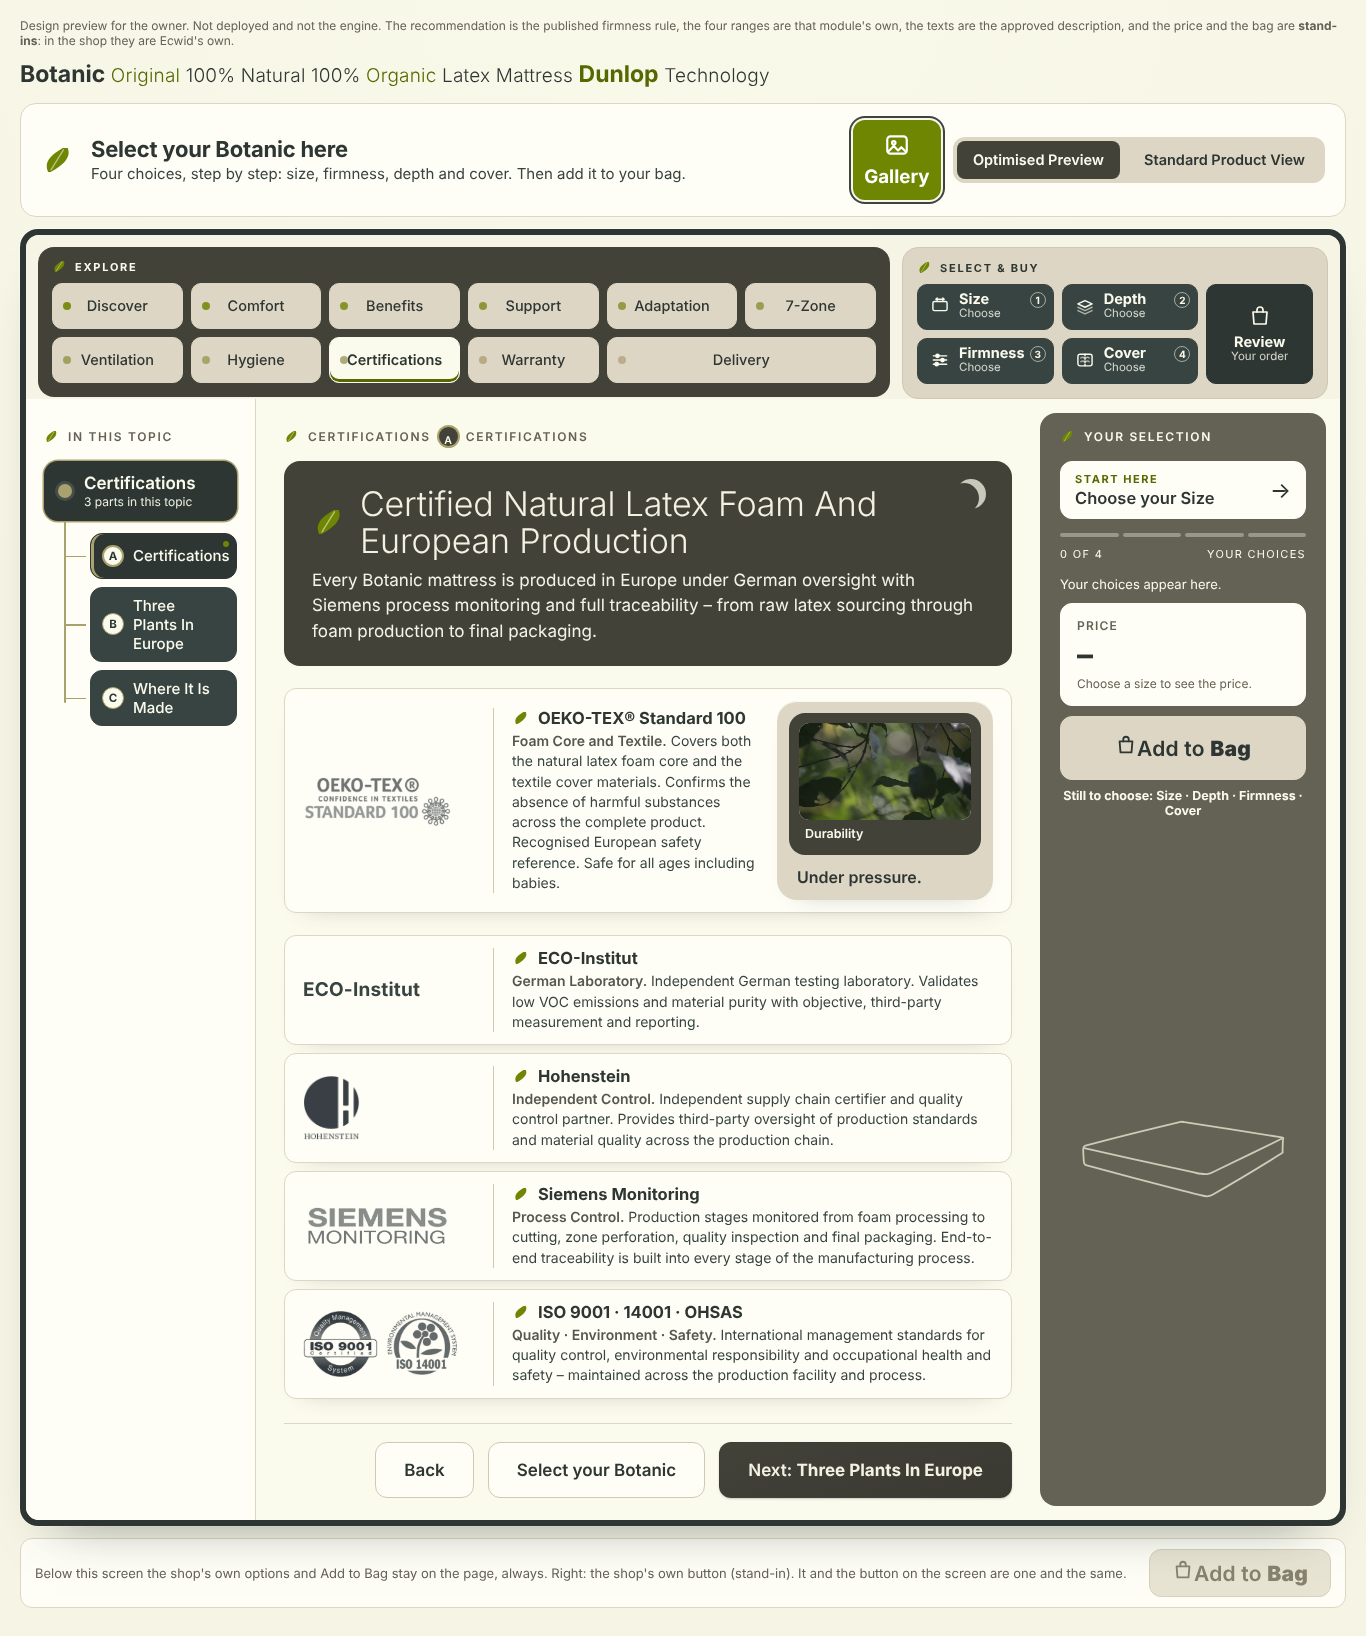 Design preview for the owner. Not deployed and not the engine. The recommendation is the published firmness rule, the four ranges are that module's own, the texts are the approved description, and the price and the bag are stand-
ins: in the shop they are Ecwid's own.
Botanic Original 100% Natural 100% Organic Latex Mattress Dunlop Technology
Select your Botanic here
Four choices, step by step: size, firmness, depth and cover. Then add it to your bag.
Gallery
Optimised Preview
Standard Product View
EXPLORE
Discover
Comfort
Benefits
Support
Adaptation
7-Zone
Ventilation
Hygiene
Certifications
Warranty
Delivery
SELECT & BUY
Size
Choose
1
Depth
Choose
2
Firmness
Choose
3
Cover
Choose
4
Review
Your order
IN THIS TOPIC
Certifications
3 parts in this topic
A
Certifications
B
Three
Plants In
Europe
C
Where It Is
Made
CERTIFICATIONS A CERTIFICATIONS
Certified Natural Latex Foam And
European Production
Every Botanic mattress is produced in Europe under German oversight with
Siemens process monitoring and full traceability – from raw latex sourcing through
foam production to final packaging.
OEKO-TEX®
CONFIDENCE IN TEXTILES
STANDARD 100
OEKO-TEX® Standard 100
Foam Core and Textile. Covers both
the natural latex foam core and the
textile cover materials. Confirms the
absence of harmful substances
across the complete product.
Recognised European safety
reference. Safe for all ages including
babies.
Durability
Under pressure.
ECO-Institut
ECO-Institut
German Laboratory. Independent German testing laboratory. Validates
low VOC emissions and material purity with objective, third-party
measurement and reporting.
HOHENSTEIN
Hohenstein
Independent Control. Independent supply chain certifier and quality
control partner. Provides third-party oversight of production standards
and material quality across the production chain.
SIEMENS
MONITORING
Siemens Monitoring
Process Control. Production stages monitored from foam processing to
cutting, zone perforation, quality inspection and final packaging. End-to-
end traceability is built into every stage of the manufacturing process.
Quality Management
ISO 9001
Certified
System
ENVIRONMENTAL MANAGEMENT SYSTEM
ISO 14001
ISO 9001 · 14001 · OHSAS
Quality · Environment · Safety. International management standards for
quality control, environmental responsibility and occupational health and
safety – maintained across the production facility and process.
Back
Select your Botanic
Next: Three Plants In Europe
YOUR SELECTION
START HERE
Choose your Size
0 OF 4
YOUR CHOICES
Your choices appear here.
PRICE
–
Choose a size to see the price.
Add to Bag
Still to choose: Size · Depth · Firmness ·
Cover
Below this screen the shop's own options and Add to Bag stay on the page, always. Right: the shop's own button (stand-in). It and the button on the screen are one and the same.
Add to Bag